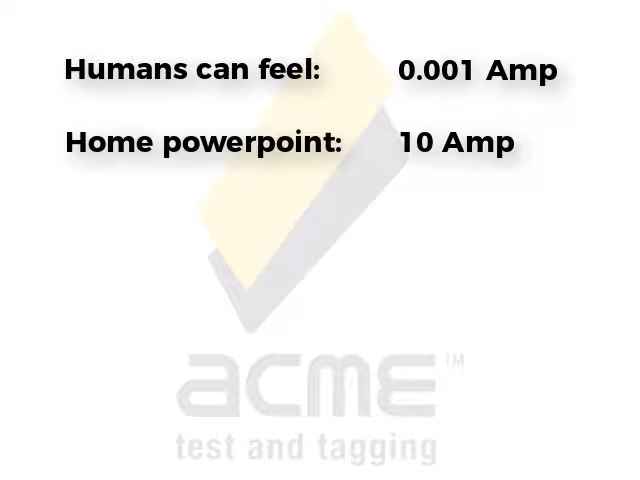 Humans can feel: 0.001 Amp
Home powerpoint: 10 Amp
acme™
test and tagging